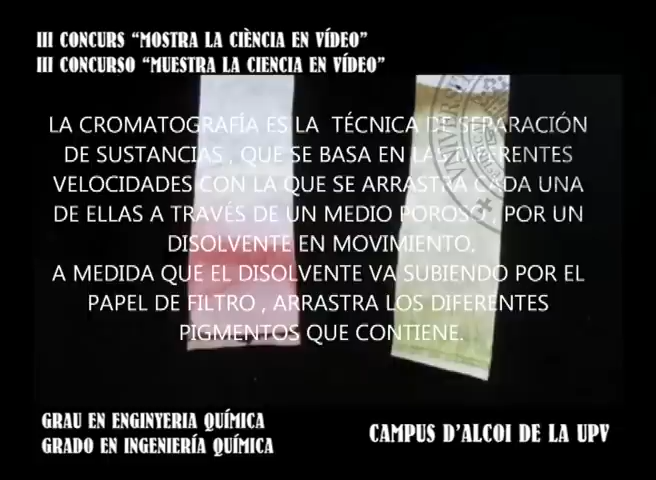 III CONCURS “MOSTRA LA CIÈNCIA EN VÍDEO”
III CONCURSO “MUESTRA LA CIENCIA EN VÍDEO”
LA CROMATOGRAFÍA ES LA TÉCNICA DE SEPARACIÓN
DE SUSTANCIAS , QUE SE BASA EN LAS DIFERENTES
VELOCIDADES CON LA QUE SE ARRASTRA CADA UNA
DE ELLAS A TRAVÉS DE UN MEDIO POROSO , POR UN
DISOLVENTE EN MOVIMIENTO.
A MEDIDA QUE EL DISOLVENTE VA SUBIENDO POR EL
PAPEL DE FILTRO , ARRASTRA LOS DIFERENTES
PIGMENTOS QUE CONTIENE.
GRAU EN ENGINYERIA QUÍMICA
GRADO EN INGENIERÍA QUÍMICA
CAMPUS D'ALCOI DE LA UPV